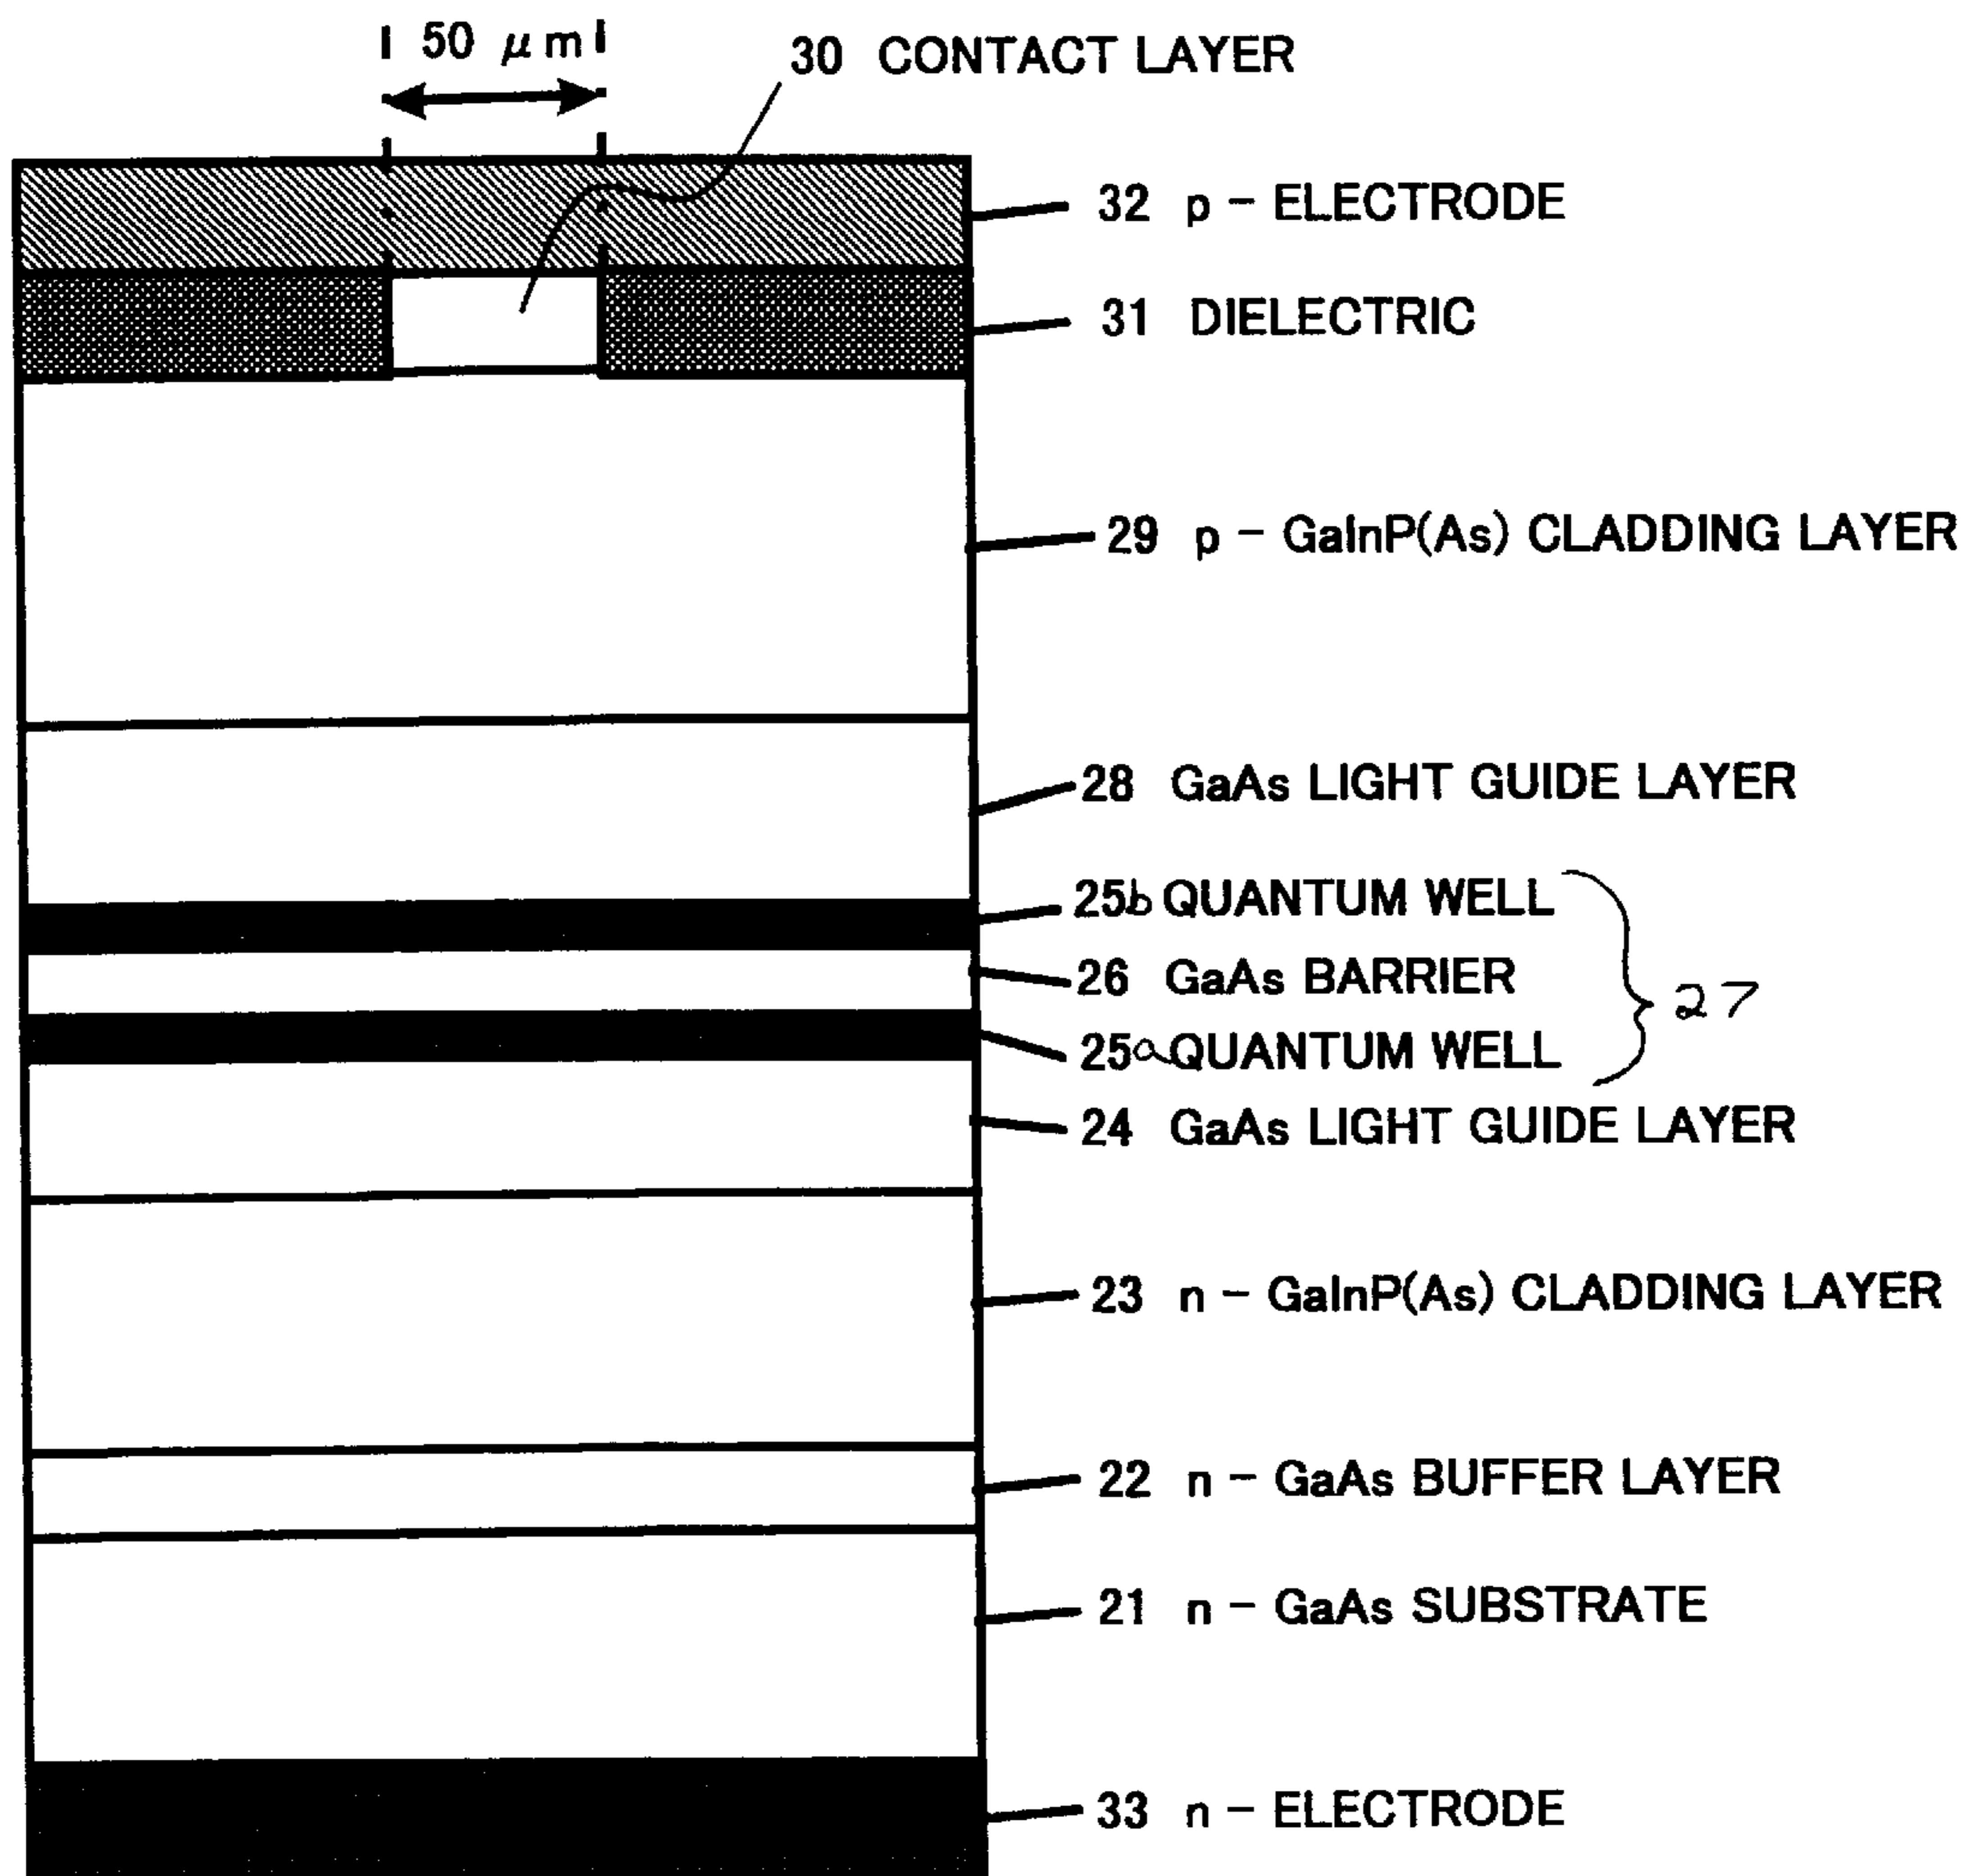 50 μm
30 CONTACT LAYER
32 p - ELECTRODE
31 DIELECTRIC
29 p - GaInP(As) CLADDING LAYER
28 GaAs LIGHT GUIDE LAYER
25b QUANTUM WELL
26 GaAs BARRIER
27
25a QUANTUM WELL
24 GaAs LIGHT GUIDE LAYER
23 n - GaInP(As) CLADDING LAYER
22 n - GaAs BUFFER LAYER
21 n - GaAs SUBSTRATE
33 n - ELECTRODE